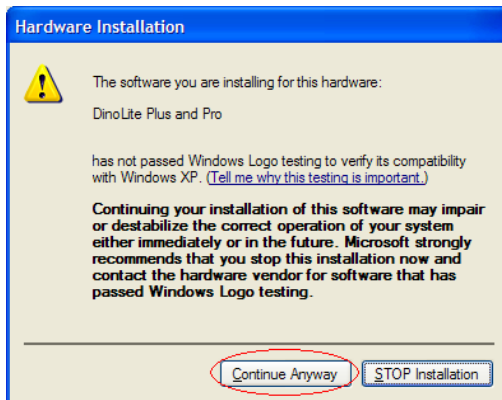 Hardware Installation
The software you are installing for this hardware:
DinoLite Plus and Pro
has not passed Windows Logo testing to verify its compatibility
with Windows XP. (Tell me why this testing is important.)
Continuing your installation of this software may impair
or destabilize the correct operation of your system
either immediately or in the future. Microsoft strongly
recommends that you stop this installation now and
contact the hardware vendor for software that has
passed Windows Logo testing.
Continue Anyway STOP Installation